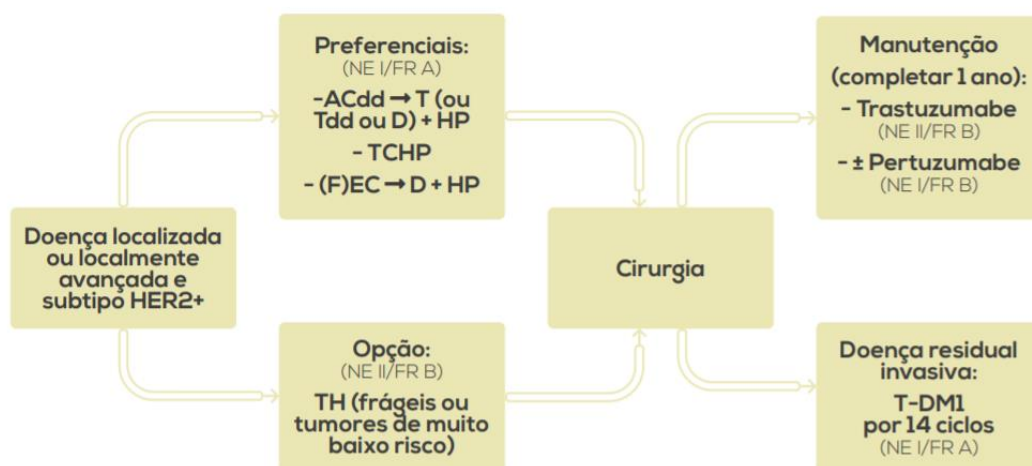 Doença localizada
ou localmente
avançada e
subtipo HER2+
Preferenciais:
(NE I/FR A)
-ACdd → T (ou
Tdd ou D) + HP
- TCHP
- (F)EC → D + HP
Opção:
(NE II/FR B)
TH (frágeis ou
tumores de muito
baixo risco)
Cirurgia
Manutenção
(completar 1 ano):
- Trastuzumabe
(NE II/FR B)
- ± Pertuzumabe
(NE I/FR B)
Doença residual
invasiva:
T-DM1
por 14 ciclos
(NE I/FR A)